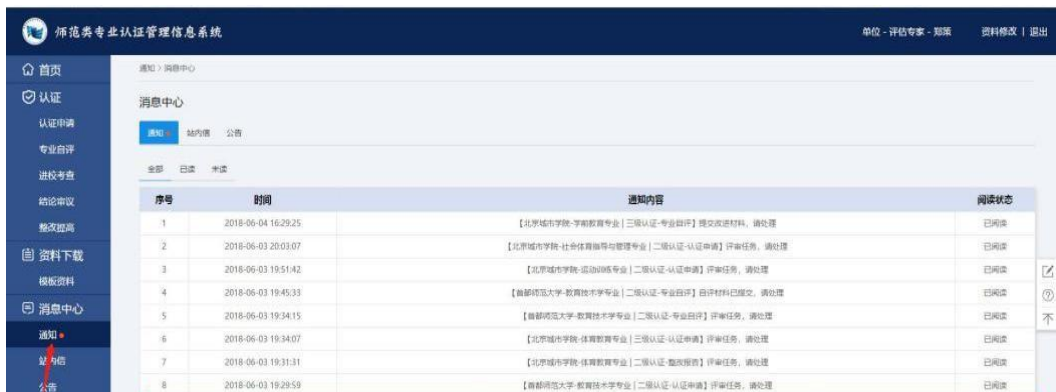 师范类专业认证管理信息系统
单位 - 评估专家 - 郑策 资料修改 | 退出
首页
认证
认证申请
专业自评
进校考查
结论审议
整改提高
资料下载
模板资料
消息中心
通知
站内信
公告
通知 > 消息中心
消息中心
通知 站内信 公告
全部 已读 未读
序号 时间 通知内容 阅读状态
1 2018-06-04 16:29:25 【北京城市学院-学前教育专业 | 三级认证-专业自评】提交改进材料，请处理 已阅读
2 2018-06-03 20:03:07 【北京城市学院-社会体育指导与管理专业 | 二级认证-认证申请】评审任务，请处理 已阅读
3 2018-06-03 19:51:42 【北京城市学院-运动训练专业 | 二级认证-认证申请】评审任务，请处理 已阅读
4 2018-06-03 19:45:33 【首都师范大学-教育技术学专业 | 二级认证-专业自评】自评材料已提交，请处理 已阅读
5 2018-06-03 19:34:15 【首都师范大学-教育技术学专业 | 二级认证-专业自评】评审任务，请处理 已阅读
6 2018-06-03 19:34:07 【北京城市学院-体育教育专业 | 三级认证-认证申请】评审任务，请处理 已阅读
7 2018-06-03 19:31:31 【北京城市学院-体育教育专业 | 二级认证-整改报告】评审任务，请处理 已阅读
8 2018-06-03 19:29:59 【首都师范大学-教育技术学专业 | 二级认证-认证申请】评审任务，请处理 已阅读